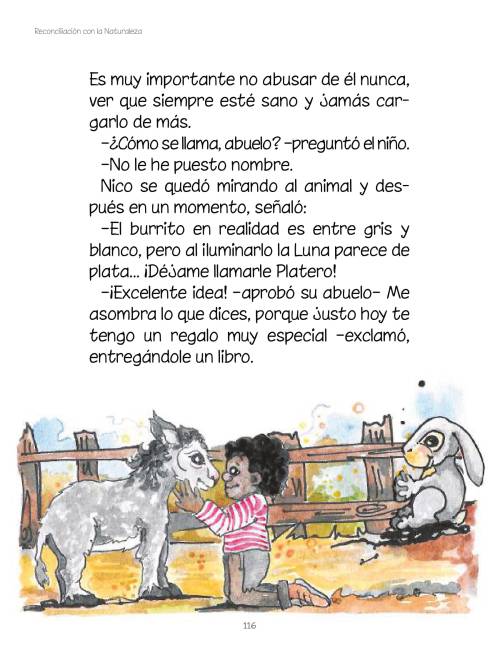 Reconciliación con la Naturaleza
Es muy importante no abusar de él nunca,
ver que siempre esté sano y jamás car-
garlo de más.
–¿Cómo se llama, abuelo? –preguntó el niño.
–No le he puesto nombre.
Nico se quedó mirando al animal y des-
pués en un momento, señaló:
–El burrito en realidad es entre gris y
blanco, pero al iluminarlo la Luna parece de
plata... ¡Déjame llamarle Platero!
–¡Excelente idea! –aprobó su abuelo– Me
asombra lo que dices, porque justo hoy te
tengo un regalo muy especial –exclamó,
entregándole un libro.
116